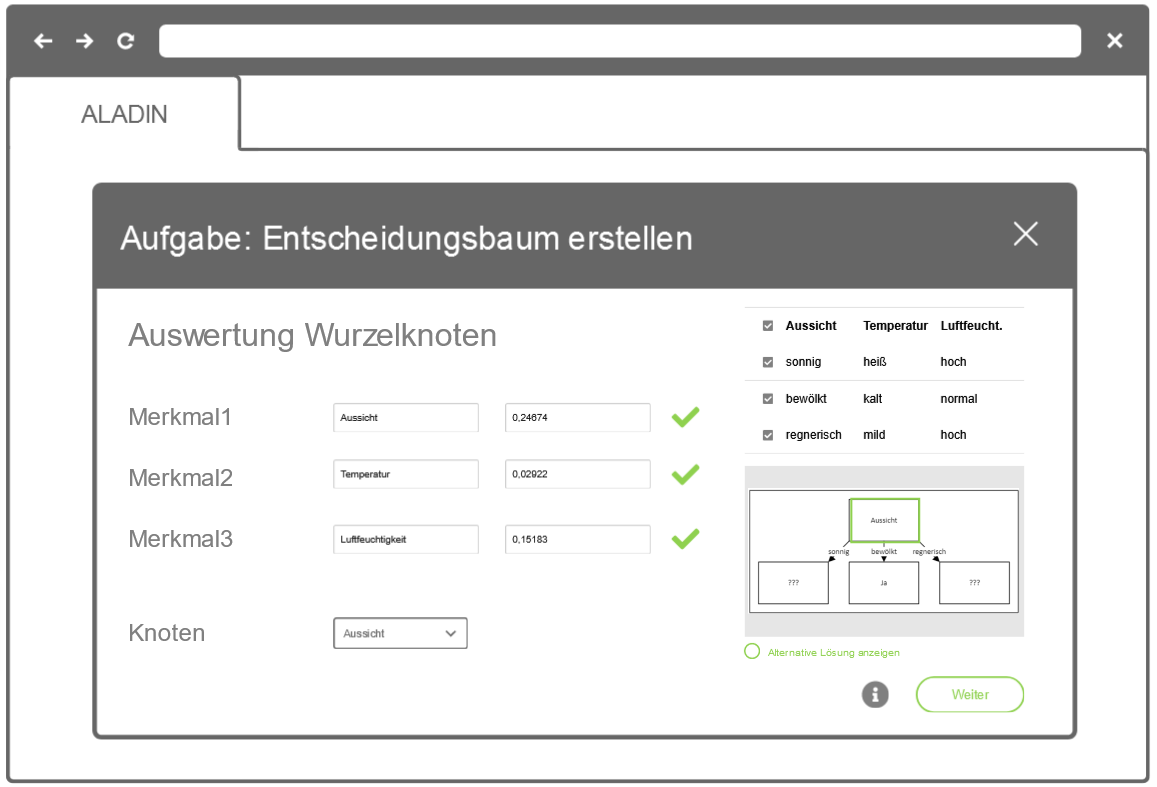 ALADIN
Aufgabe: Entscheidungsbaum erstellen
Auswertung Wurzelknoten
Merkmal1 Aussicht 0,24674
Merkmal2 Temperatur 0,02922
Merkmal3 Luftfeuchtigkeit 0,15183
Knoten Aussicht
Aussicht Temperatur Luftfeucht.
sonnig heiß hoch
bewölkt kalt normal
regnerisch mild hoch
Aussicht
sonnig bewölkt regnerisch
??? Ja ???
Alternative Lösung anzeigen
Weiter